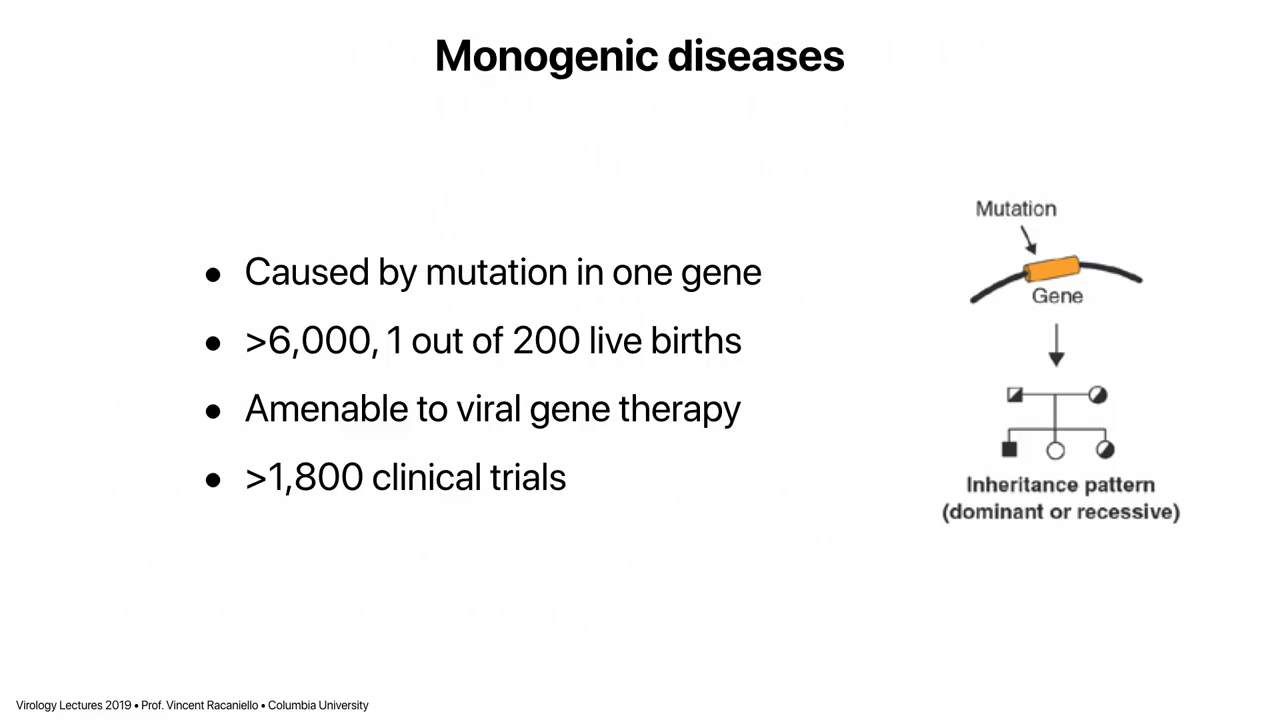 Monogenic diseases
• Caused by mutation in one gene
• >6,000, 1 out of 200 live births
• Amenable to viral gene therapy
• >1,800 clinical trials
Mutation
Gene
Inheritance pattern
(dominant or recessive)
Virology Lectures 2019 • Prof. Vincent Racaniello • Columbia University